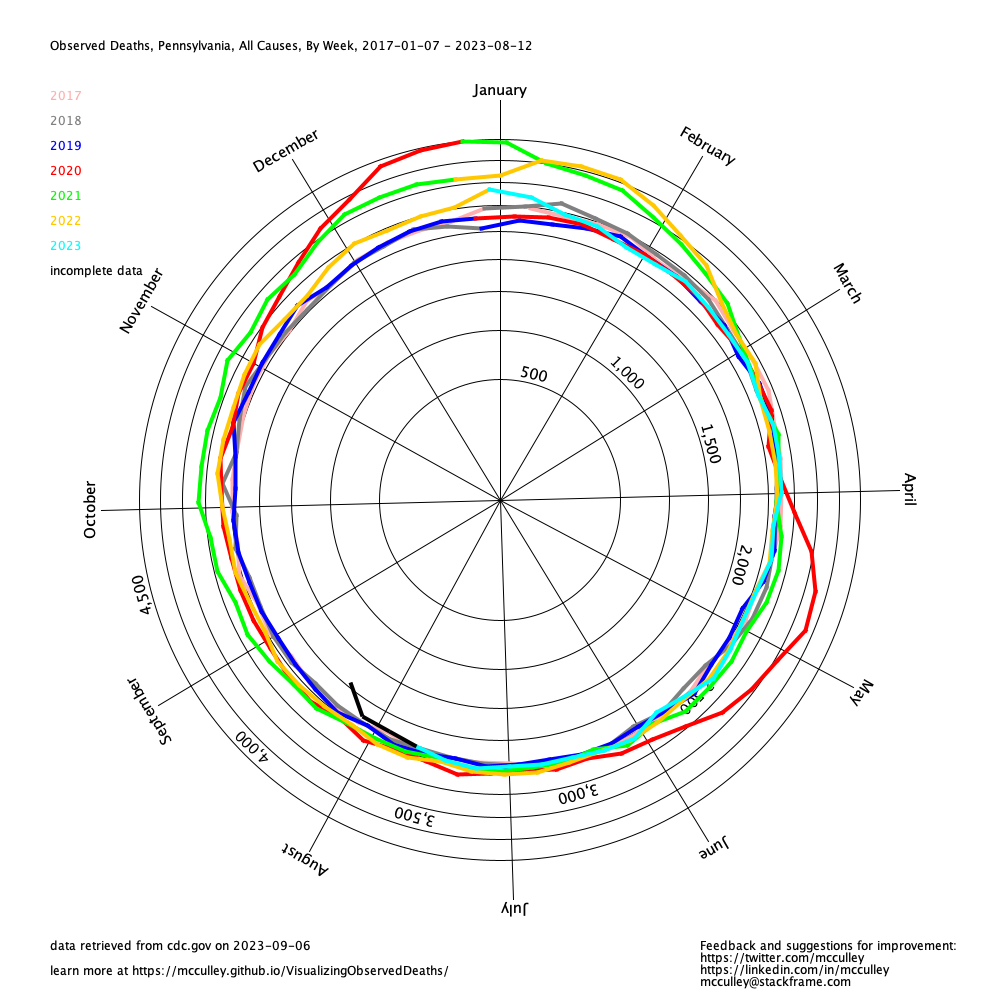 Observed Deaths, Pennsylvania, All Causes, By Week, 2017-01-07 - 2023-08-12
January
2017
2018
2019
2020
2021
2022
2023
incomplete data
February
March
April
May
June
July
August
September
October
November
December
500
1,000
1,500
2,000
3,000
3,500
4,000
4,500
data retrieved from cdc.gov on 2023-09-06
learn more at https://mcculley.github.io/VisualizingObservedDeaths/
Feedback and suggestions for improvement:
https://twitter.com/mcculley
https://linkedin.com/in/mcculley
mcculley@stackframe.com